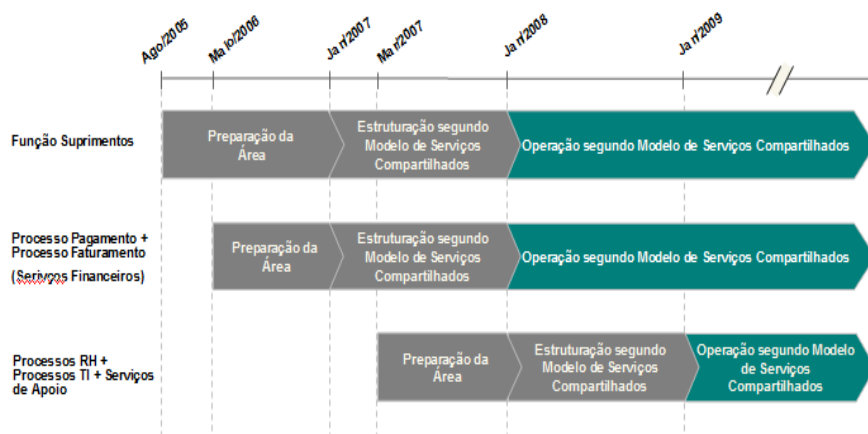 Ago/2005
Maio/2006
Jan/2007
Mar/2007
Jan/2008
Jan/2009
Função Suprimentos
Preparação da
Área
Estruturação segundo
Modelo de Serviços
Compartilhados
Operação segundo Modelo de Serviços Compartilhados
Processo Pagamento +
Processo Faturamento
(Serivços Financeiros)
Preparação da
Área
Estruturação segundo
Modelo de Serviços
Compartilhados
Operação segundo Modelo de Serviços Compartilhados
Processos RH +
Processos TI + Serviços
de Apoio
Preparação da
Área
Estruturação segundo
Modelo de Serviços
Compartilhados
Operação segundo Modelo
de Serviços
Compartilhados